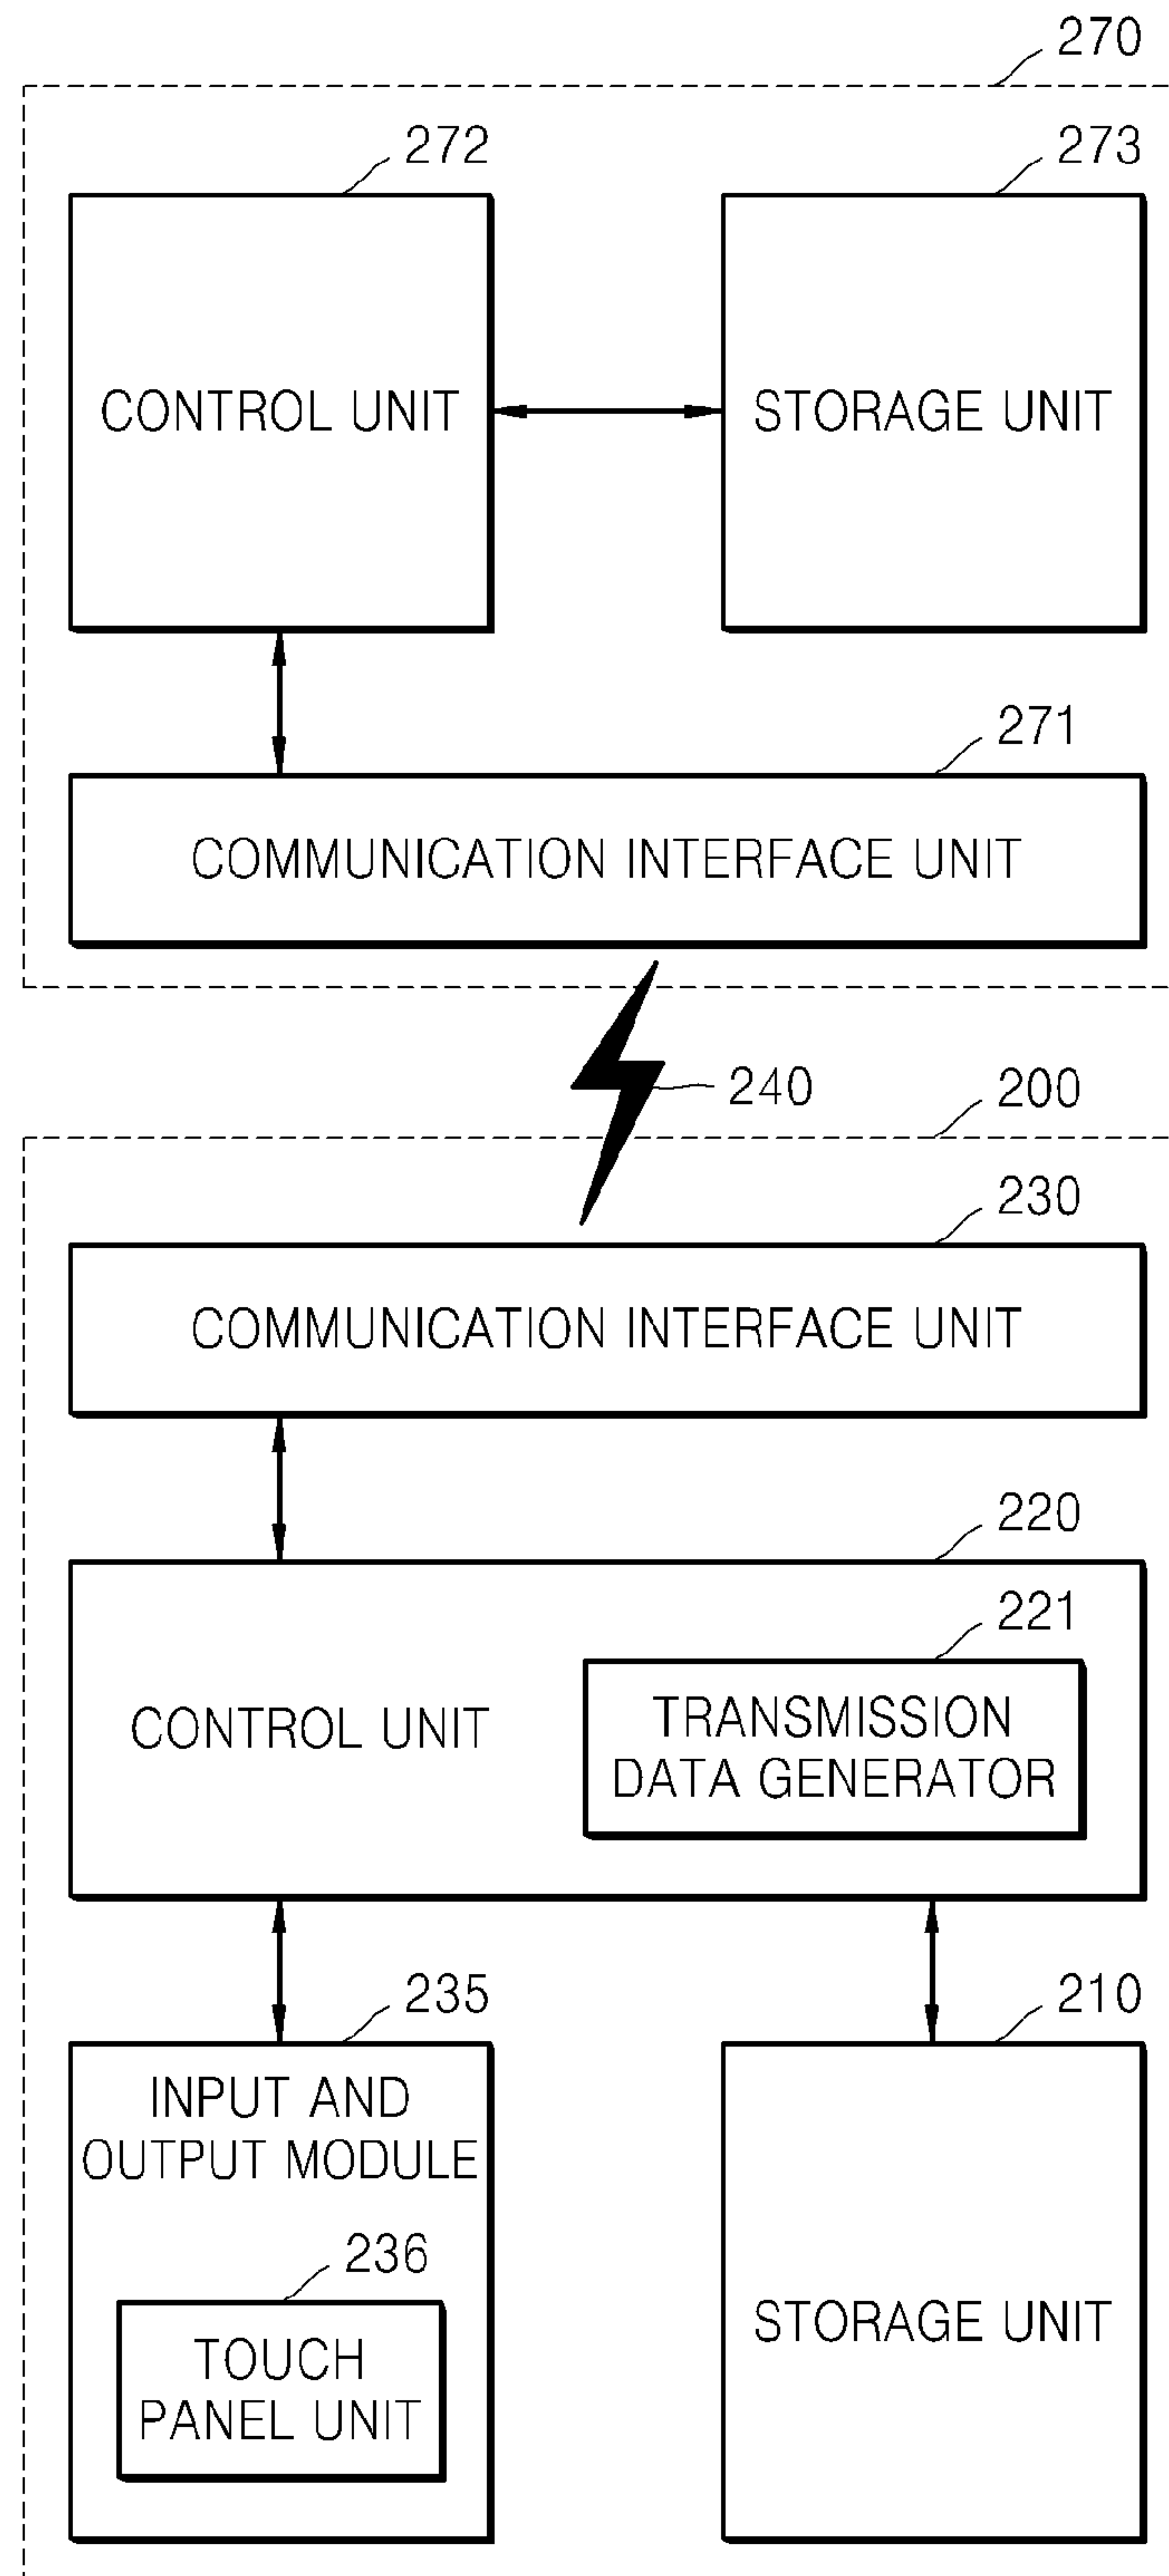 270
272
273
CONTROL UNIT
STORAGE UNIT
271
COMMUNICATION INTERFACE UNIT
240
200
230
COMMUNICATION INTERFACE UNIT
220
221
CONTROL UNIT
TRANSMISSION
DATA GENERATOR
235
210
INPUT AND
OUTPUT MODULE
236
TOUCH
PANEL UNIT
STORAGE UNIT